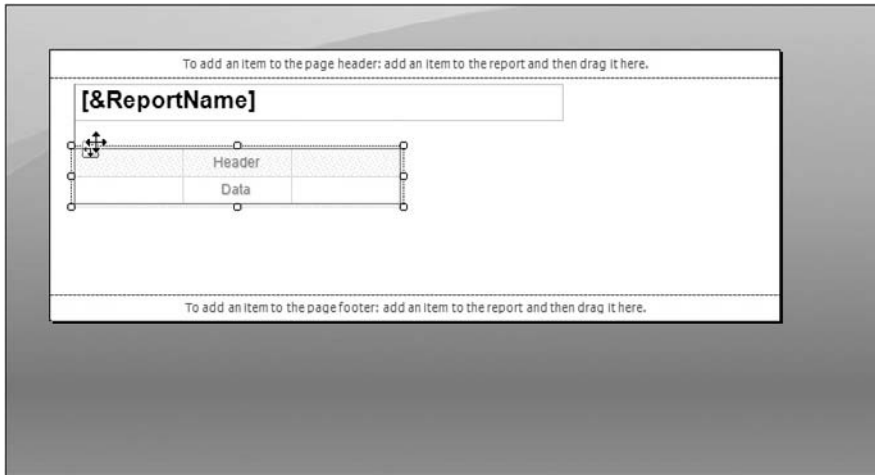 To add an item to the page header: add an item to the report and then drag it here.
[&ReportName]
Header
Data
To add an item to the page footer: add an item to the report and then drag it here.